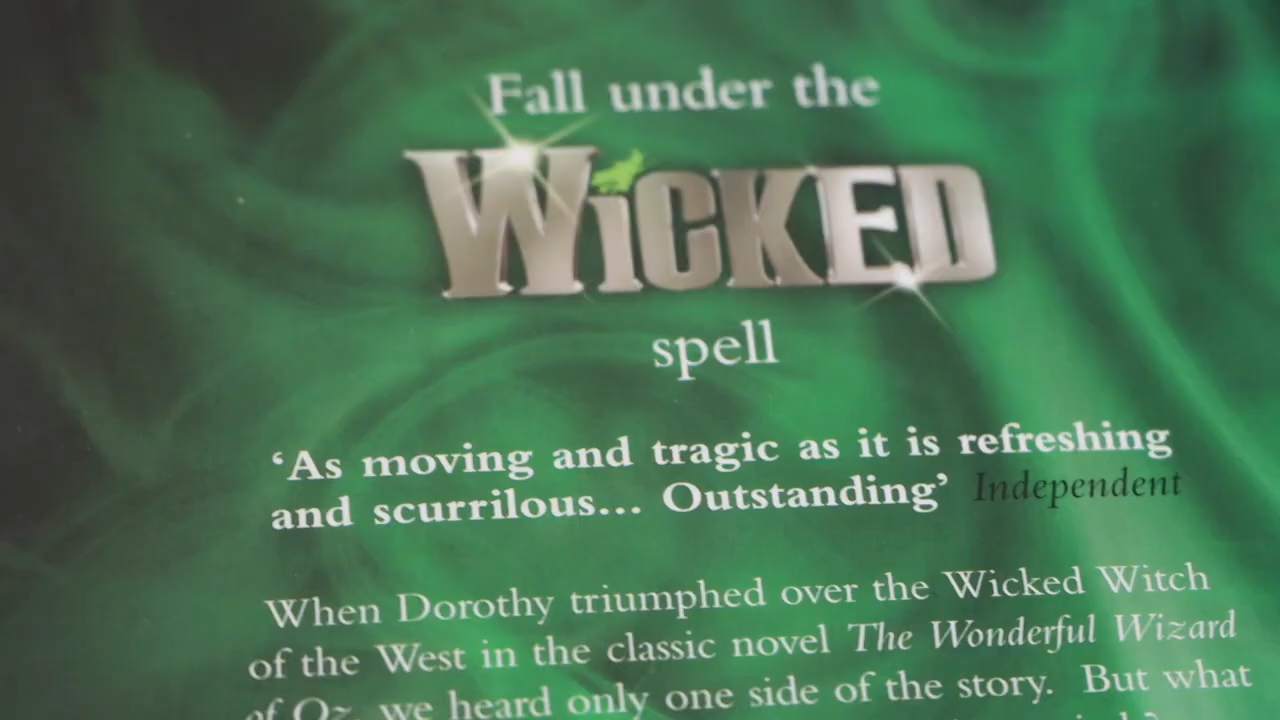 Fall under the
WiCKED
spell
‘As moving and tragic as it is refreshing
and scurrilous... Outstanding’ Independent
When Dorothy triumphed over the Wicked Witch
of the West in the classic novel The Wonderful Wizard
of Oz, we heard only one side of the story. But what